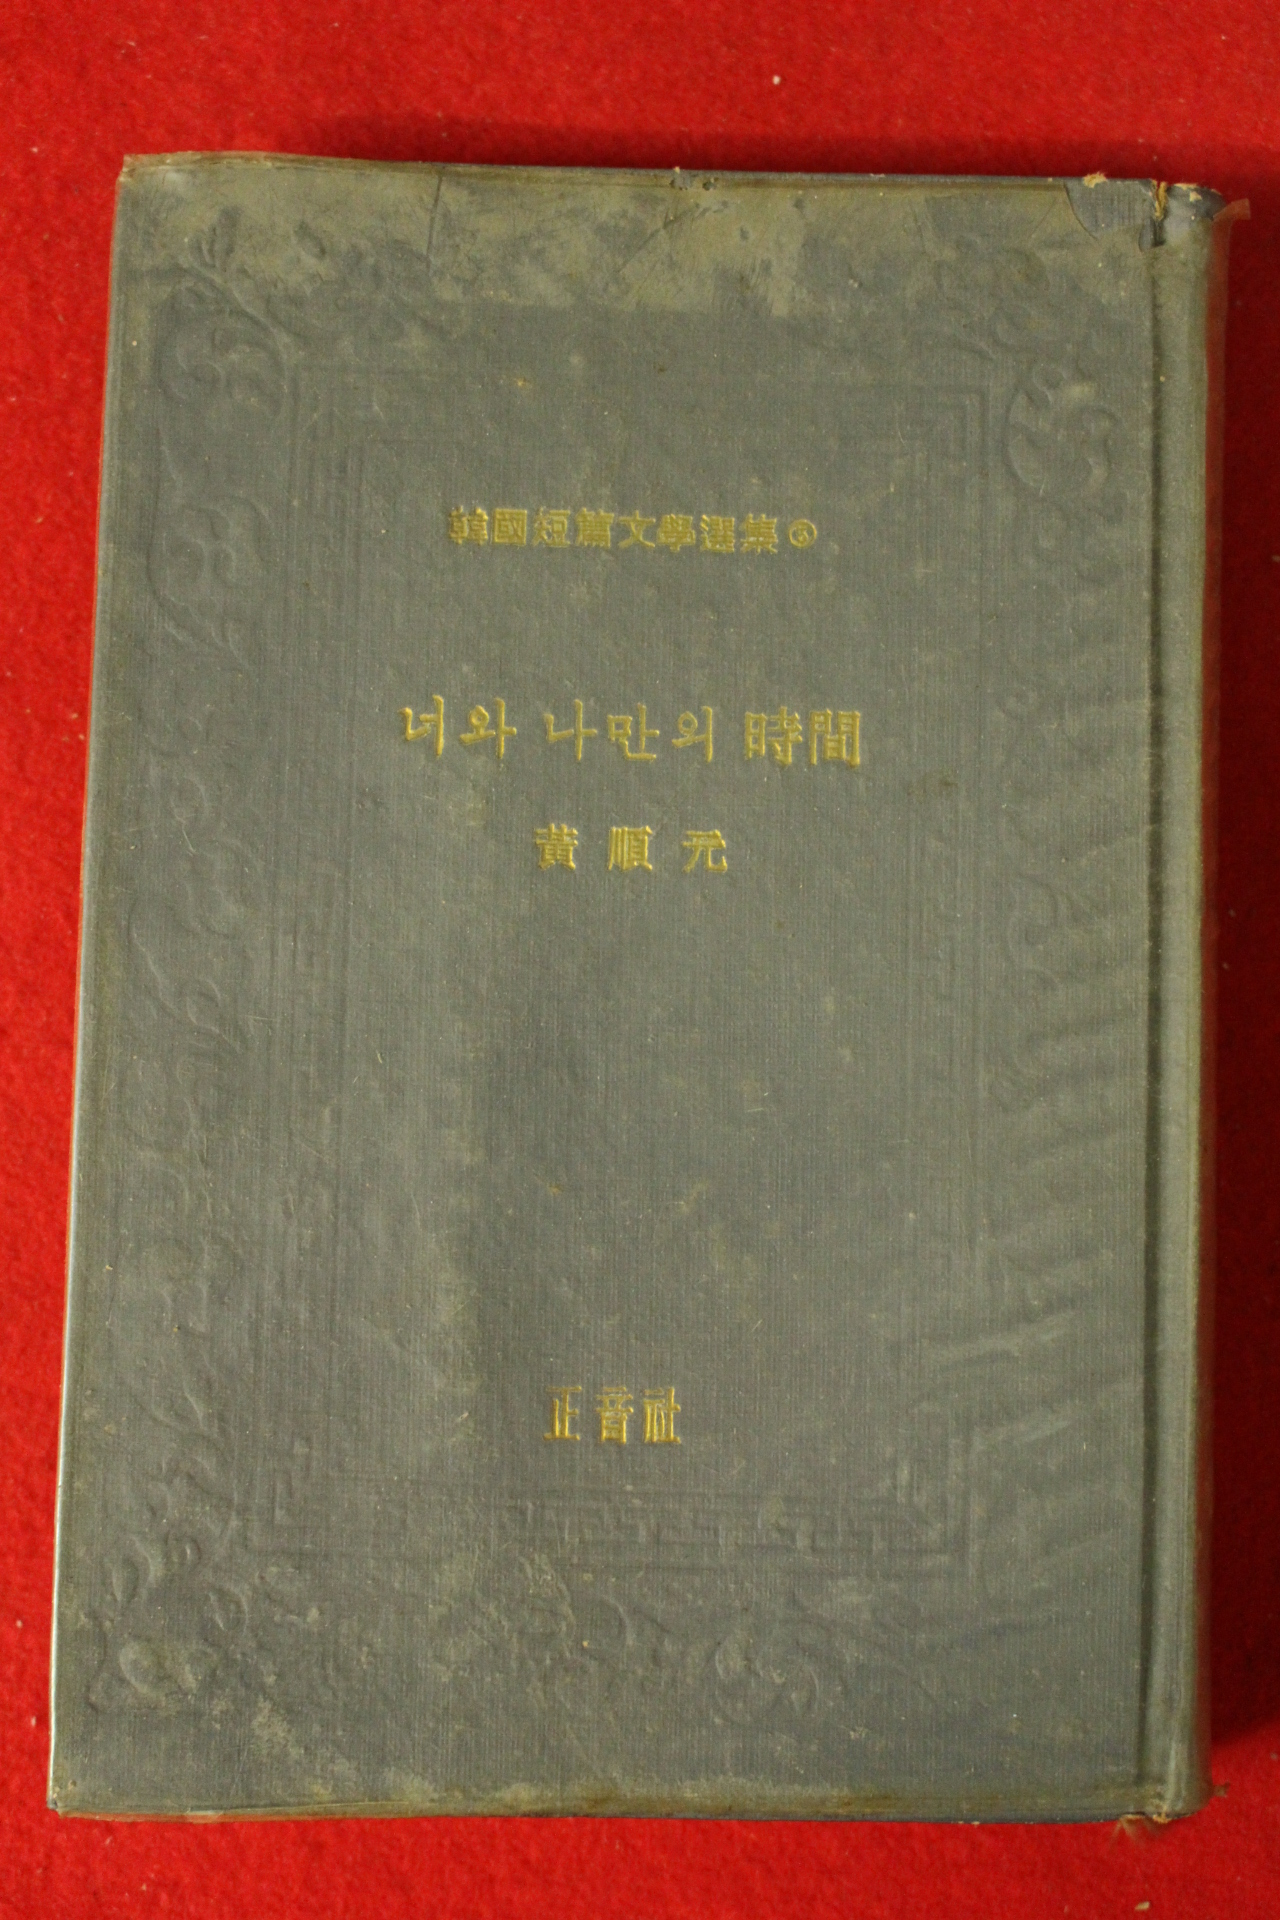 韓國短篇文學選集 ③
너와 나만의 時間
黃順元
正音社